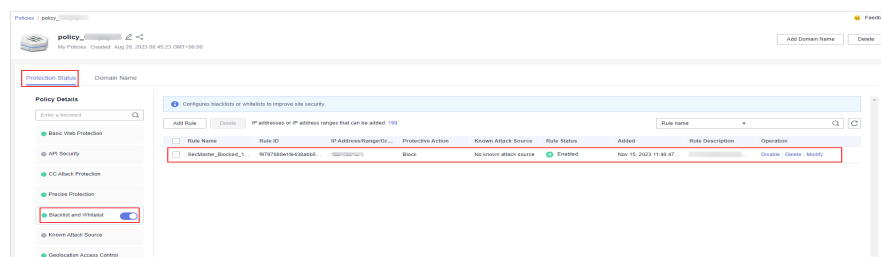 Policies / policy_
Feedb
policy_
My Policies Created Aug 28, 2023 08:45:23 GMT+08:00
Add Domain Name
Delete
Protection Status
Domain Name
Policy Details
Configures blacklists or whitelists to improve site security.
Enter a keyword.
Add Rule
Delete
IP addresses or IP address ranges that can be added: 199
Rule name
Basic Web Protection
Rule Name Rule ID IP Address/Range/Gr... Protective Action Known Attack Source Rule Status Added Rule Description Operation
SecMaster_Blocked_1... Block No known attack source Enabled Nov 15, 2023 11:46:47... Disable Delete Modify
API Security
CC Attack Protection
Precise Protection
Blacklist and Whitelist
Known Attack Source
Geolocation Access Control